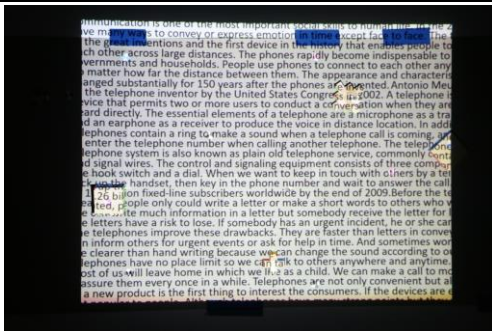 mmunication is one of the most important social skills to human life. In the
ve many ways to convey or express emotion in time except face to face. The
the great inventions and the first device in the history that enables people to
ch other across large distances. The phones rapidly become indispensable to
vernments and households. People use phones to connect to each other any
matter how far the distance between them. The appearance and characteris
anged substantially for 150 years after the phones are invented. Antonio Meu
the telephone inventor by the United States Congress in 2002. A telephone i
vice that permits two or more users to conduct a conversation when they are
ard directly. The essential elements of a telephone are a microphone as a tra
d an earphone as a receiver to produce the voice in distance location. In add
lephones contain a ring to make a sound when a telephone call is coming, a
enter the telephone number when calling another telephone. The telep one
lephone system is also known as plain old telephone service, commonly cont
d signal wires. The control and signaling equipment consists of three comp
e hook switch and a dial. When we want to keep in touch with others by a te
k up the handset, then key in the phone number and wait to answer the call.
1 26 billion fixed-line subscribers worldwide by the end of 2009.Before the te
ted, people only could write a letter or make a short words to others who
write much information in a letter but somebody receive the letter for
e letters have a risk to lose. If somebody has an urgent incident, he or she car
e telephones improve these drawbacks. They are faster than letters in convey
n inform others for urgent events or ask for help in time. And sometimes wor
e clearer than hand writing because we can change the sound according to o
lephones have no place limit so we can talk to others anywhere and anytime.
ost of us will leave home in which we live as a child. We can make a call to mo
assure them every once in a while. Telephones are not only convenient but al
a new product is the first thing to interest the consumers. If the devices are